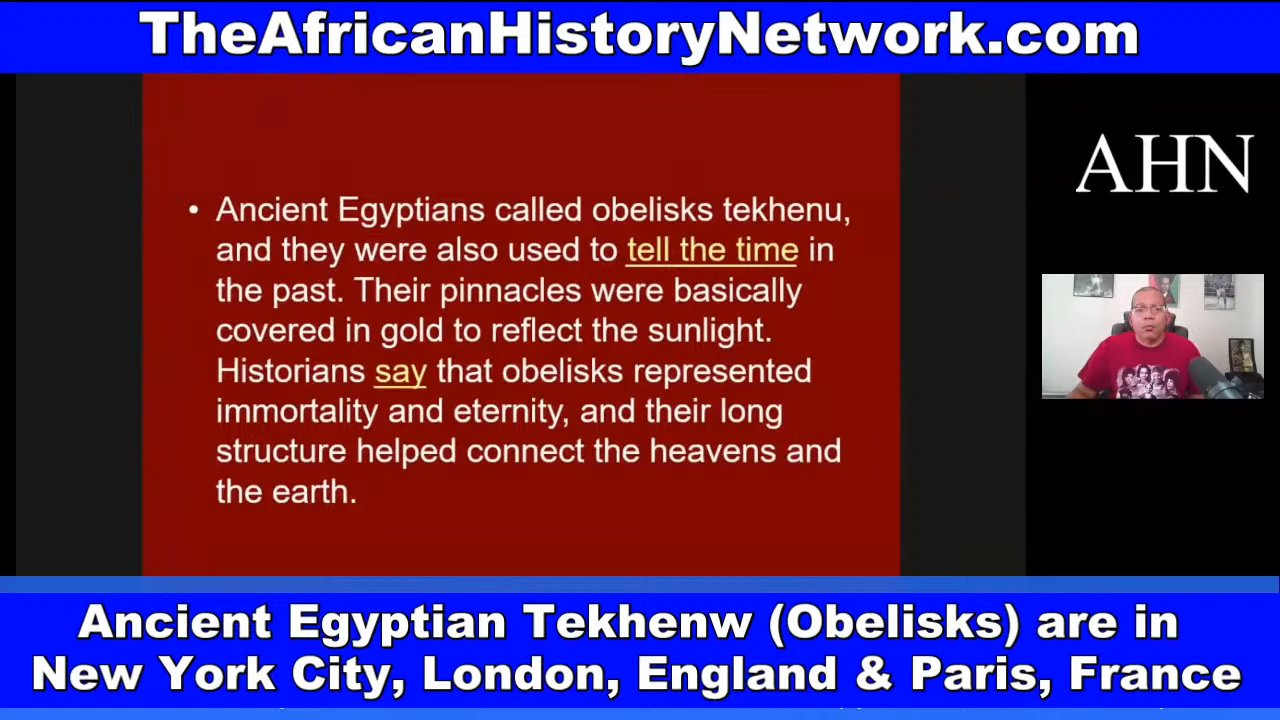 TheAfricanHistoryNetwork.com
AHN
• Ancient Egyptians called obelisks tekhenu,
and they were also used to tell the time in
the past. Their pinnacles were basically
covered in gold to reflect the sunlight.
Historians say that obelisks represented
immortality and eternity, and their long
structure helped connect the heavens and
the earth.
Ancient Egyptian Tekhenw (Obelisks) are in
New York City, London, England & Paris, France